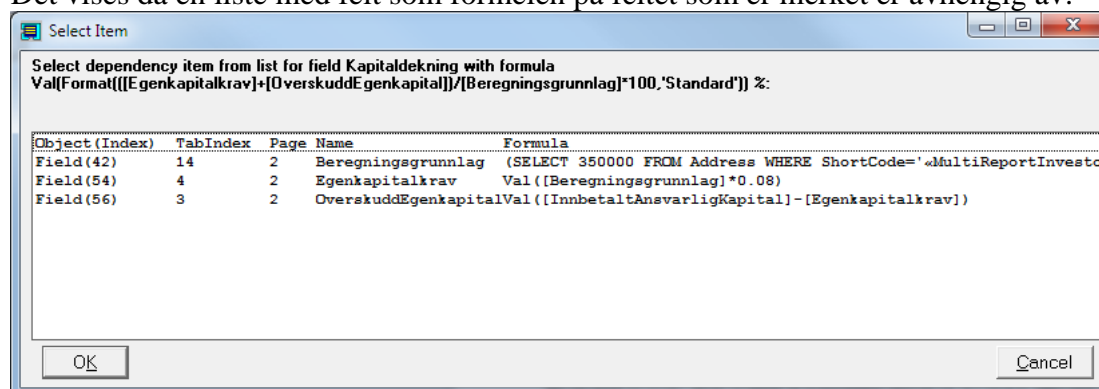 Det vises da en liste med felt som formelen på feltet som er merket er avhengig av:
Select Item
Select dependency item from list for field Kapitaldekning with formula
Val(Format(([Egenkapitalkrav]+[OverskuddEgenkapital])/[Beregningsgrunnlag]*100,'Standard')) %:
Object(Index) TabIndex Page Name Formula
Field(42) 14 2 Beregningsgrunnlag (SELECT 350000 FROM Address WHERE ShortCode='«MultiReportInvesto
Field(54) 4 2 Egenkapitalkrav Val([Beregningsgrunnlag]*0.08)
Field(56) 3 2 OverskuddEgenkapitalVal([InnbetaltAnsvarligKapital]-[Egenkapitalkrav])
OK Cancel